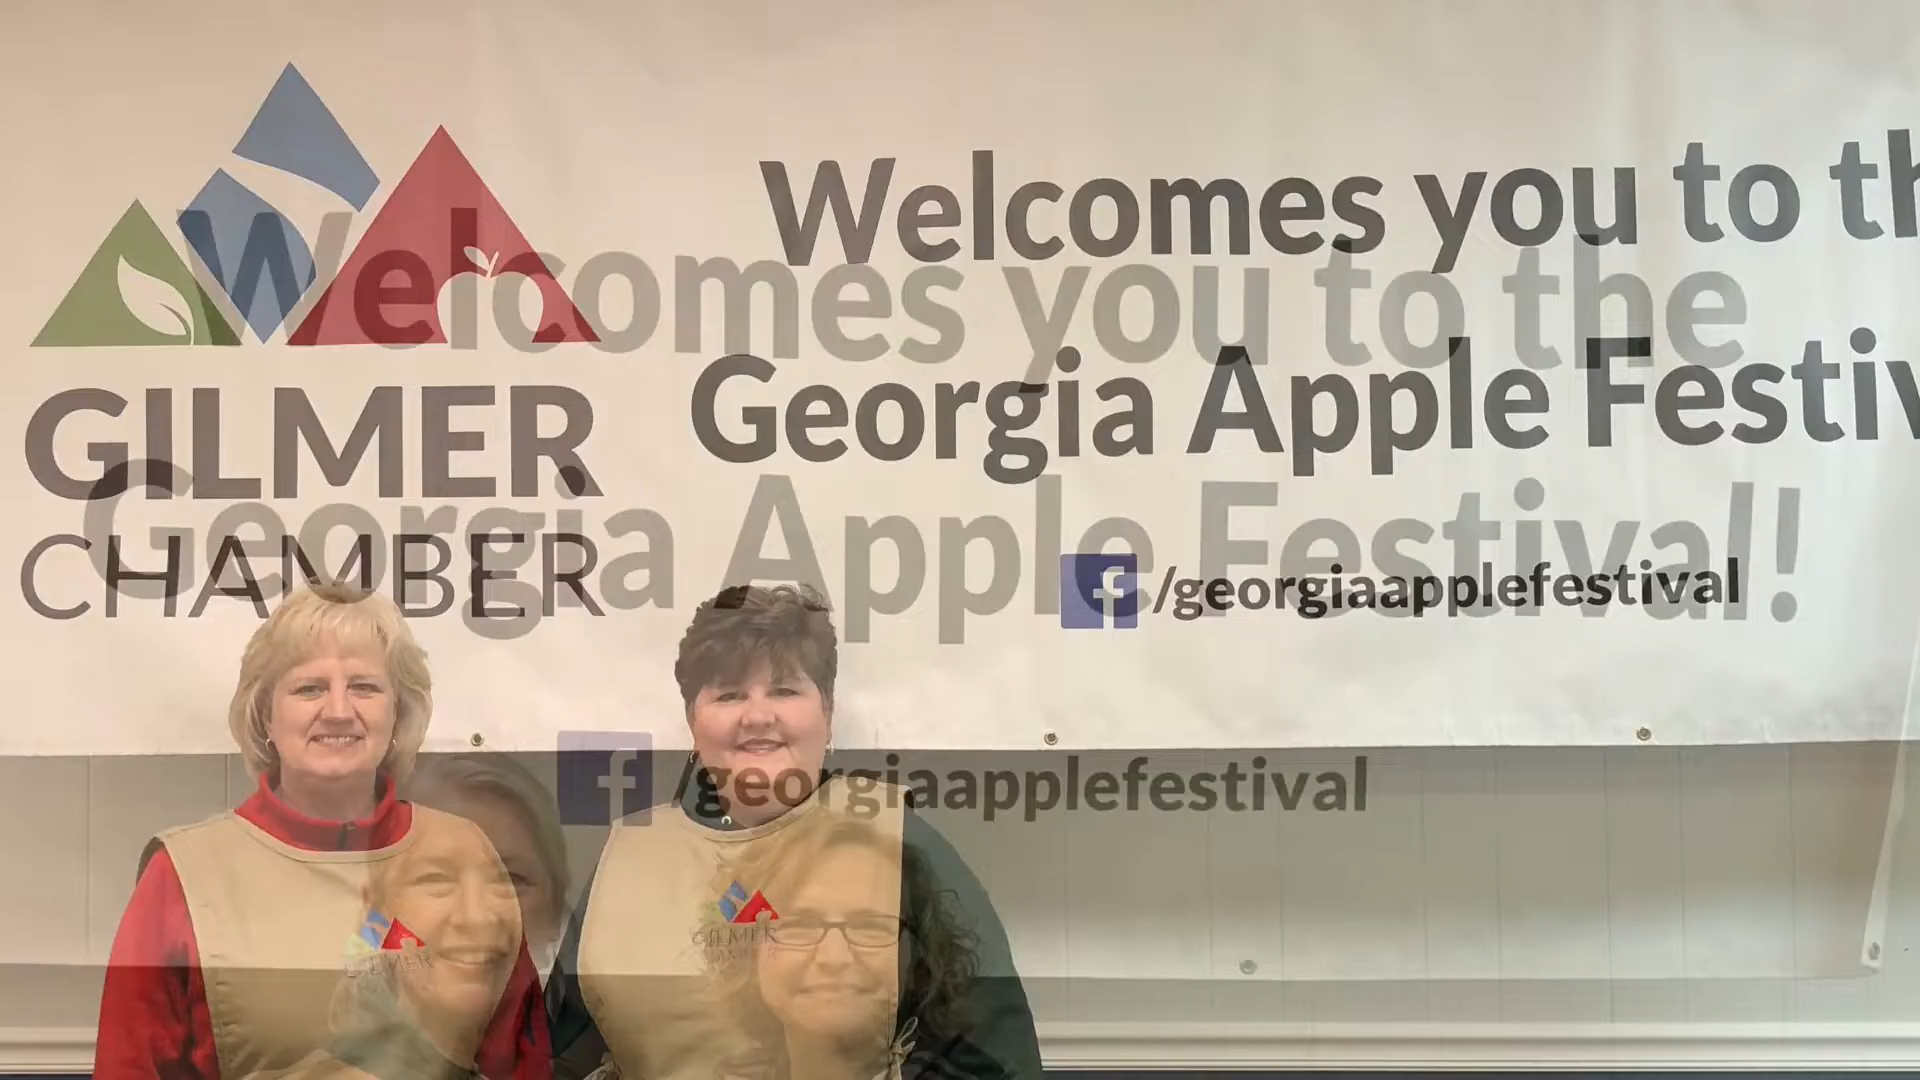 GILMER
CHAMBER
Welcomes you to th
Georgia Apple Festiv
f/georgiaapplefestival
Welcomes you to the
Georgia Apple Festival!
f/georgiaapplefestival
GILMER